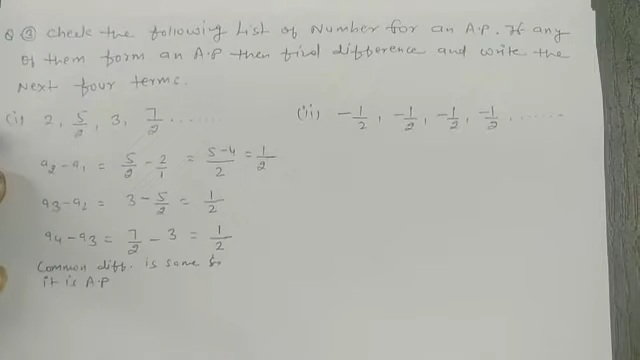 Q ③ Check the following List of Number for an A.P. If any
of them form an A.P then find difference and write the
Next four terms.
(i) 2, 5/2, 3, 7/2 .......
(ii) -1/2, -1/2, -1/2, -1/2 .......
a2-a1 = 5/2 - 2/1 = 5-4/2 = 1/2
a3-a2 = 3 - 5/2 = 1/2
a4-a3 = 7/2 - 3 = 1/2
Common diff. is same so
it is A.P